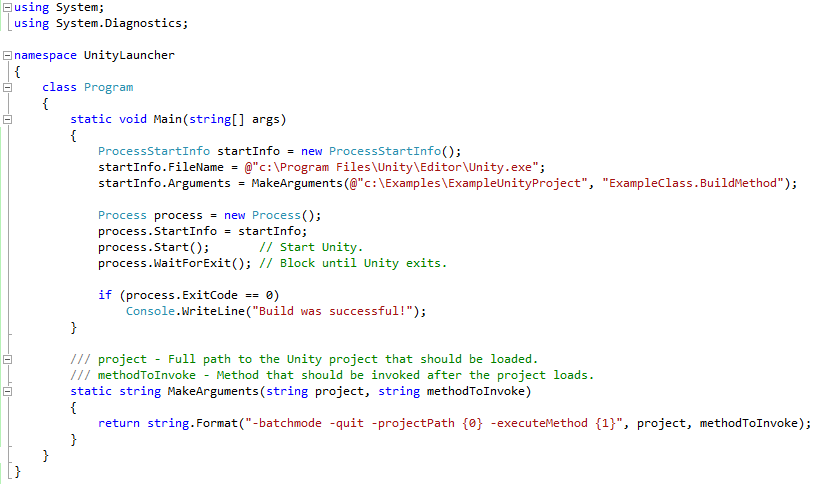 using System;
using System.Diagnostics;

namespace UnityLauncher
{
    class Program
    {
        static void Main(string[] args)
        {
            ProcessStartInfo startInfo = new ProcessStartInfo();
            startInfo.FileName = @"c:\Program Files\Unity\Editor\Unity.exe";
            startInfo.Arguments = MakeArguments(@"c:\Examples\ExampleUnityProject", "ExampleClass.BuildMethod");

            Process process = new Process();
            process.StartInfo = startInfo;
            process.Start();       // Start Unity.
            process.WaitForExit(); // Block until Unity exits.

            if (process.ExitCode == 0)
                Console.WriteLine("Build was successful!");
        }

        /// project - Full path to the Unity project that should be loaded.
        /// methodToInvoke - Method that should be invoked after the project loads.
        static string MakeArguments(string project, string methodToInvoke)
        {
            return string.Format("-batchmode -quit -projectPath {0} -executeMethod {1}", project, methodToInvoke);
        }
    }
}